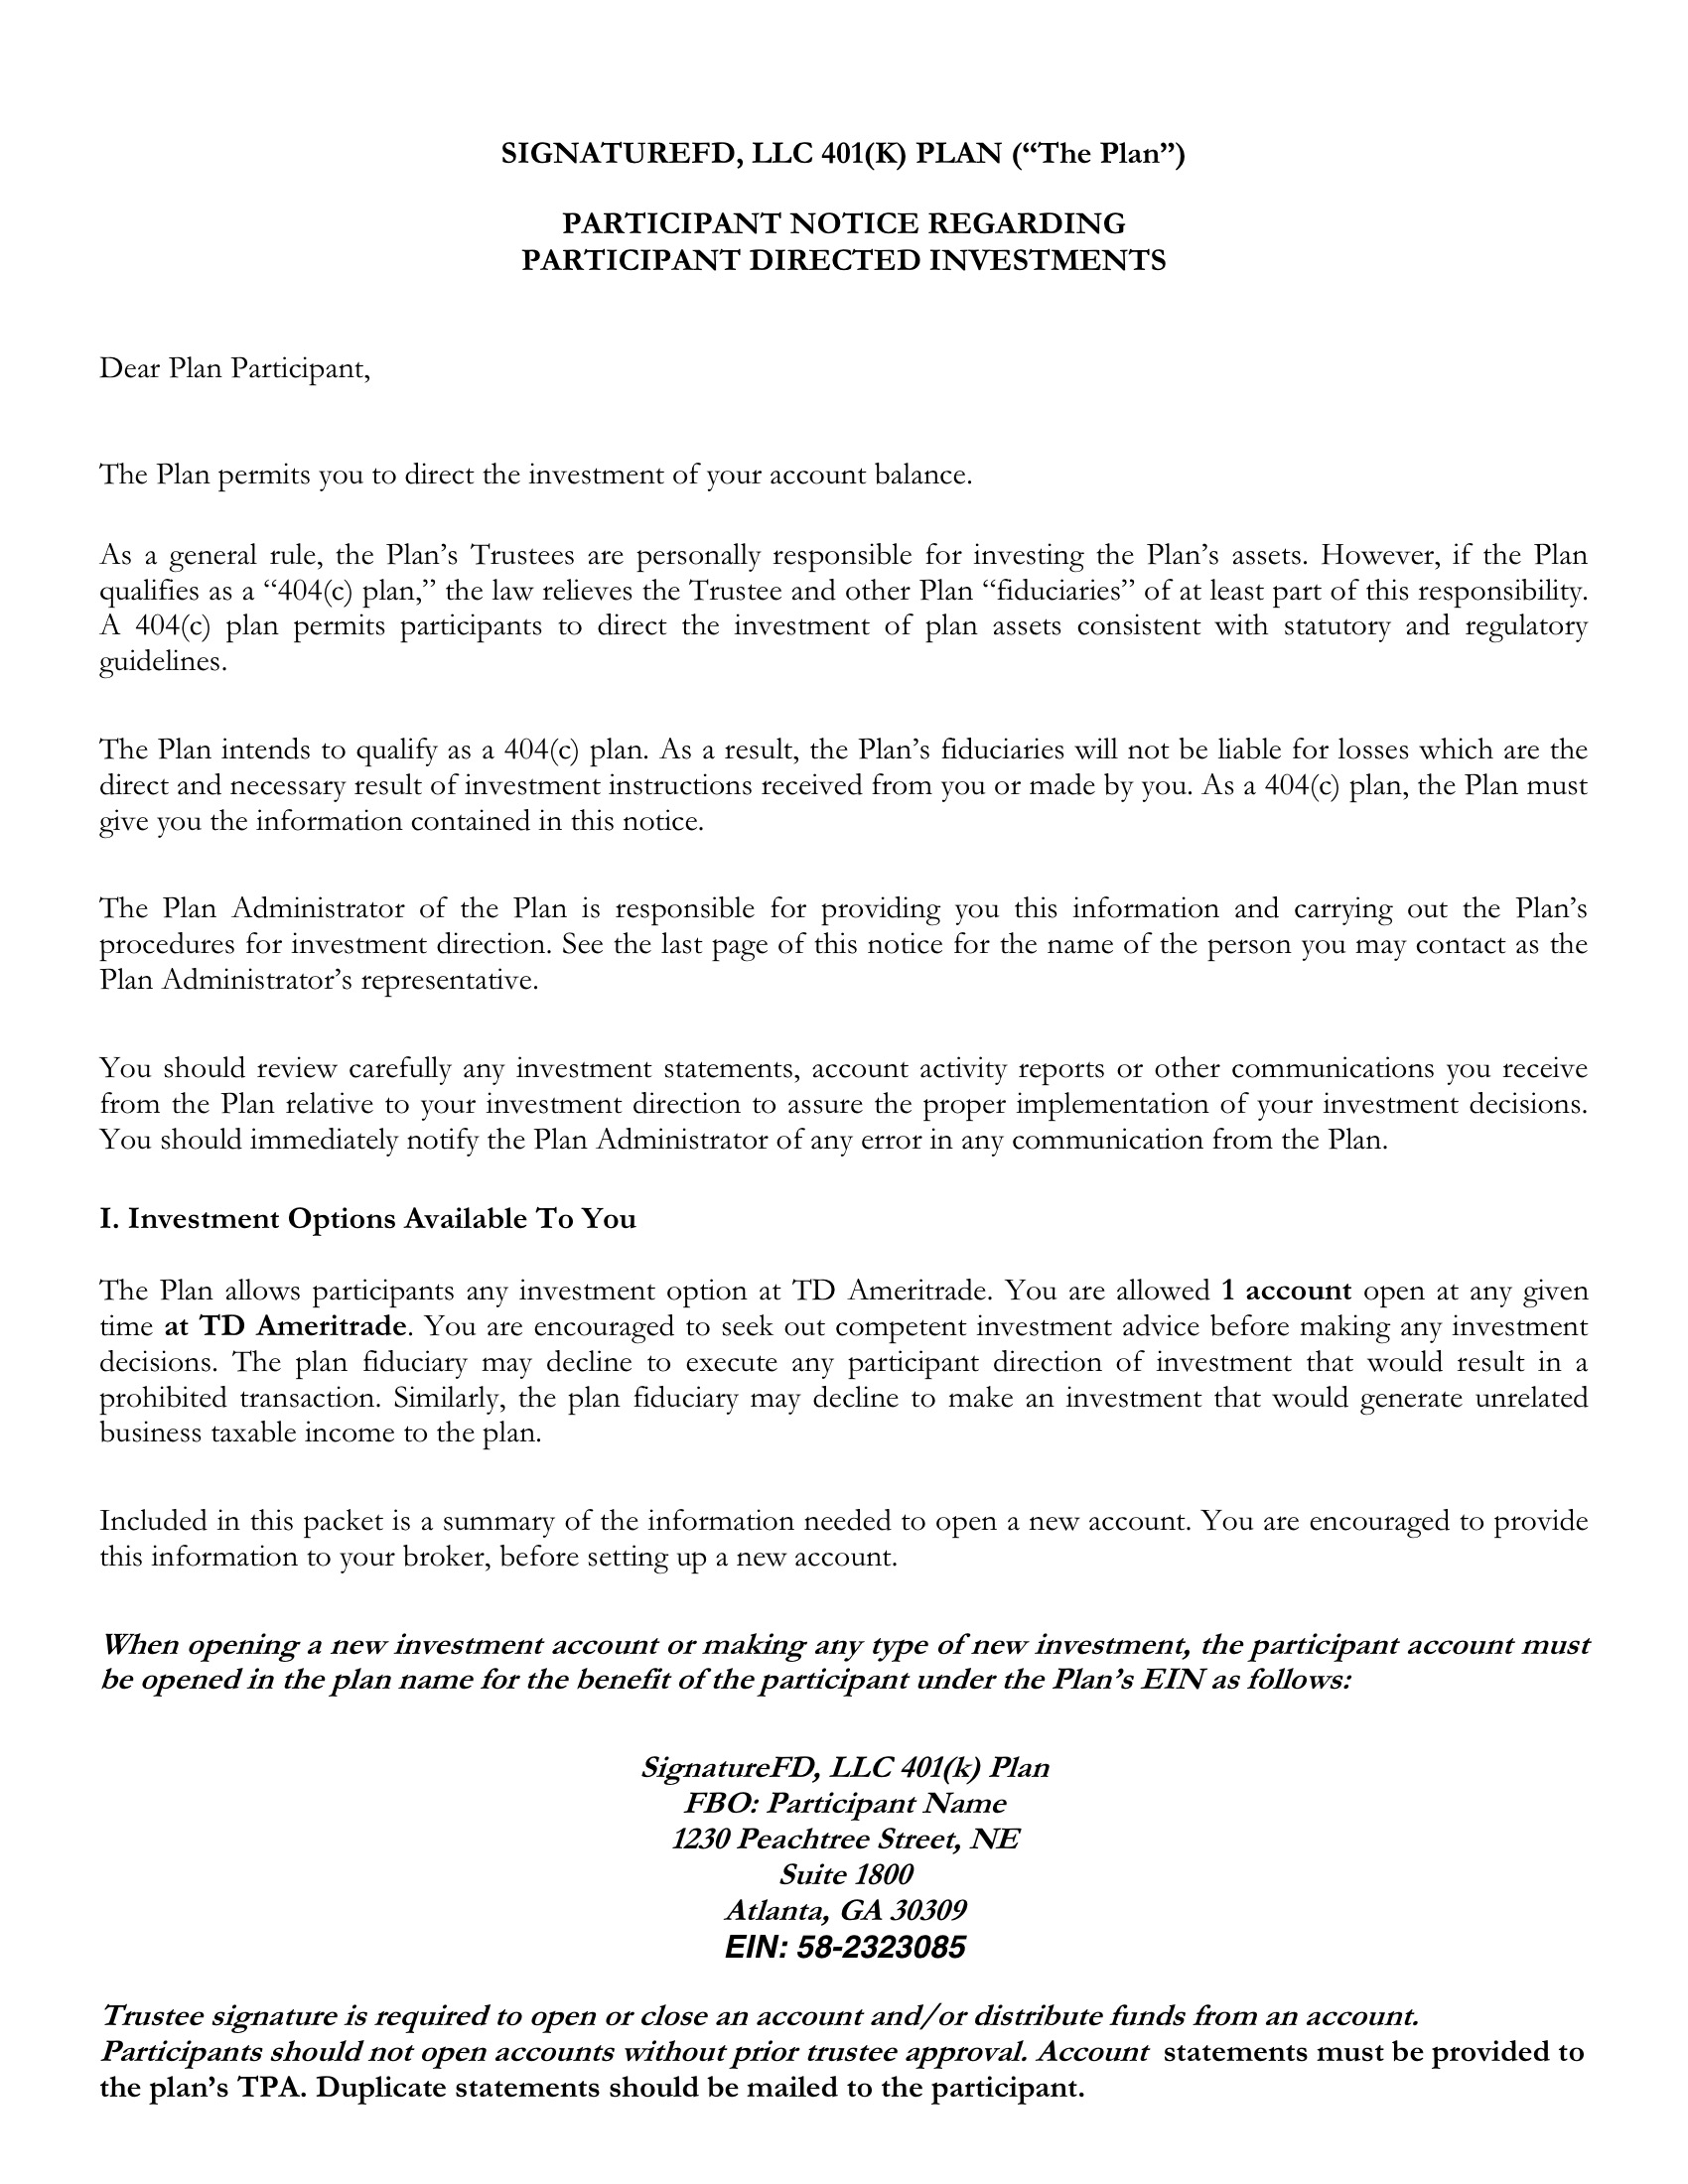 SIGNATUREFD, LLC 401(K) PLAN (“The Plan”)
PARTICIPANT NOTICE REGARDING
PARTICIPANT DIRECTED INVESTMENTS
Dear Plan Participant,
The Plan permits you to direct the investment of your account balance.
As a general rule, the Plan’s Trustees are personally responsible for investing the Plan’s assets. However, if the Plan
qualifies as a “404(c) plan,” the law relieves the Trustee and other Plan “fiduciaries” of at least part of this responsibility.
A 404(c) plan permits participants to direct the investment of plan assets consistent with statutory and regulatory
guidelines.
The Plan intends to qualify as a 404(c) plan. As a result, the Plan’s fiduciaries will not be liable for losses which are the
direct and necessary result of investment instructions received from you or made by you. As a 404(c) plan, the Plan must
give you the information contained in this notice.
The Plan Administrator of the Plan is responsible for providing you this information and carrying out the Plan’s
procedures for investment direction. See the last page of this notice for the name of the person you may contact as the
Plan Administrator’s representative.
You should review carefully any investment statements, account activity reports or other communications you receive
from the Plan relative to your investment direction to assure the proper implementation of your investment decisions.
You should immediately notify the Plan Administrator of any error in any communication from the Plan.
I. Investment Options Available To You
The Plan allows participants any investment option at TD Ameritrade. You are allowed 1 account open at any given
time at TD Ameritrade. You are encouraged to seek out competent investment advice before making any investment
decisions. The plan fiduciary may decline to execute any participant direction of investment that would result in a
prohibited transaction. Similarly, the plan fiduciary may decline to make an investment that would generate unrelated
business taxable income to the plan.
Included in this packet is a summary of the information needed to open a new account. You are encouraged to provide
this information to your broker, before setting up a new account.
When opening a new investment account or making any type of new investment, the participant account must
be opened in the plan name for the benefit of the participant under the Plan’s EIN as follows:
SignatureFD, LLC 401(k) Plan
FBO: Participant Name
1230 Peachtree Street, NE
Suite 1800
Atlanta, GA 30309
EIN: 58-2323085
Trustee signature is required to open or close an account and/or distribute funds from an account.
Participants should not open accounts without prior trustee approval. Account statements must be provided to
the plan’s TPA. Duplicate statements should be mailed to the participant.